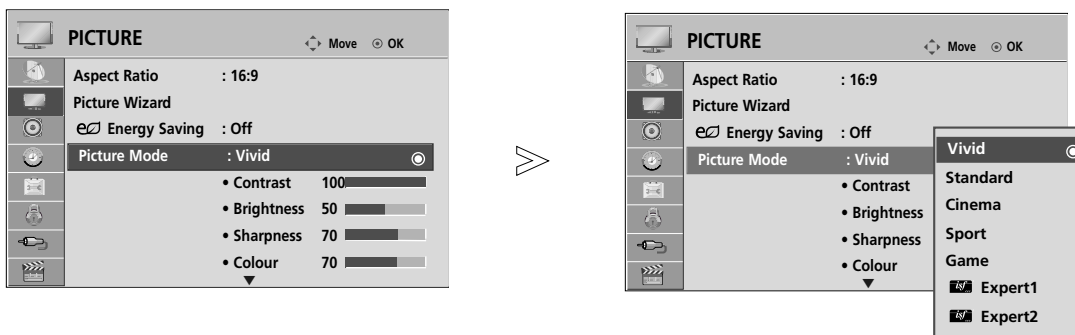 PICTURE
Move OK
Aspect Ratio : 16:9
Picture Wizard
Energy Saving : Off
Picture Mode : Vivid
• Contrast 100
• Brightness 50
• Sharpness 70
• Colour 70
PICTURE
Move OK
Aspect Ratio : 16:9
Picture Wizard
Energy Saving : Off
Picture Mode : Vivid
• Contrast
• Brightness
• Sharpness
• Colour
Vivid
Standard
Cinema
Sport
Game
isf Expert1
isf Expert2